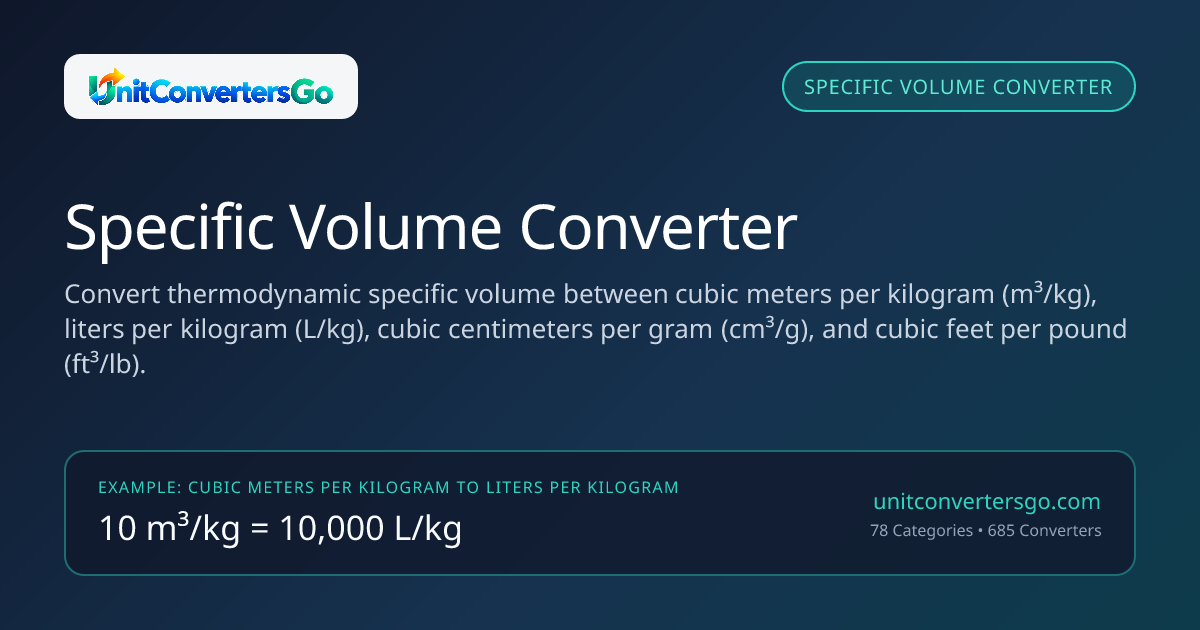 UnitConvertersGo
SPECIFIC VOLUME CONVERTER
Specific Volume Converter
Convert thermodynamic specific volume between cubic meters per kilogram (m³/kg),
liters per kilogram (L/kg), cubic centimeters per gram (cm³/g), and cubic feet per pound
(ft³/lb).
EXAMPLE: CUBIC METERS PER KILOGRAM TO LITERS PER KILOGRAM
10 m³/kg = 10,000 L/kg
unitconvertersgo.com
78 Categories • 685 Converters